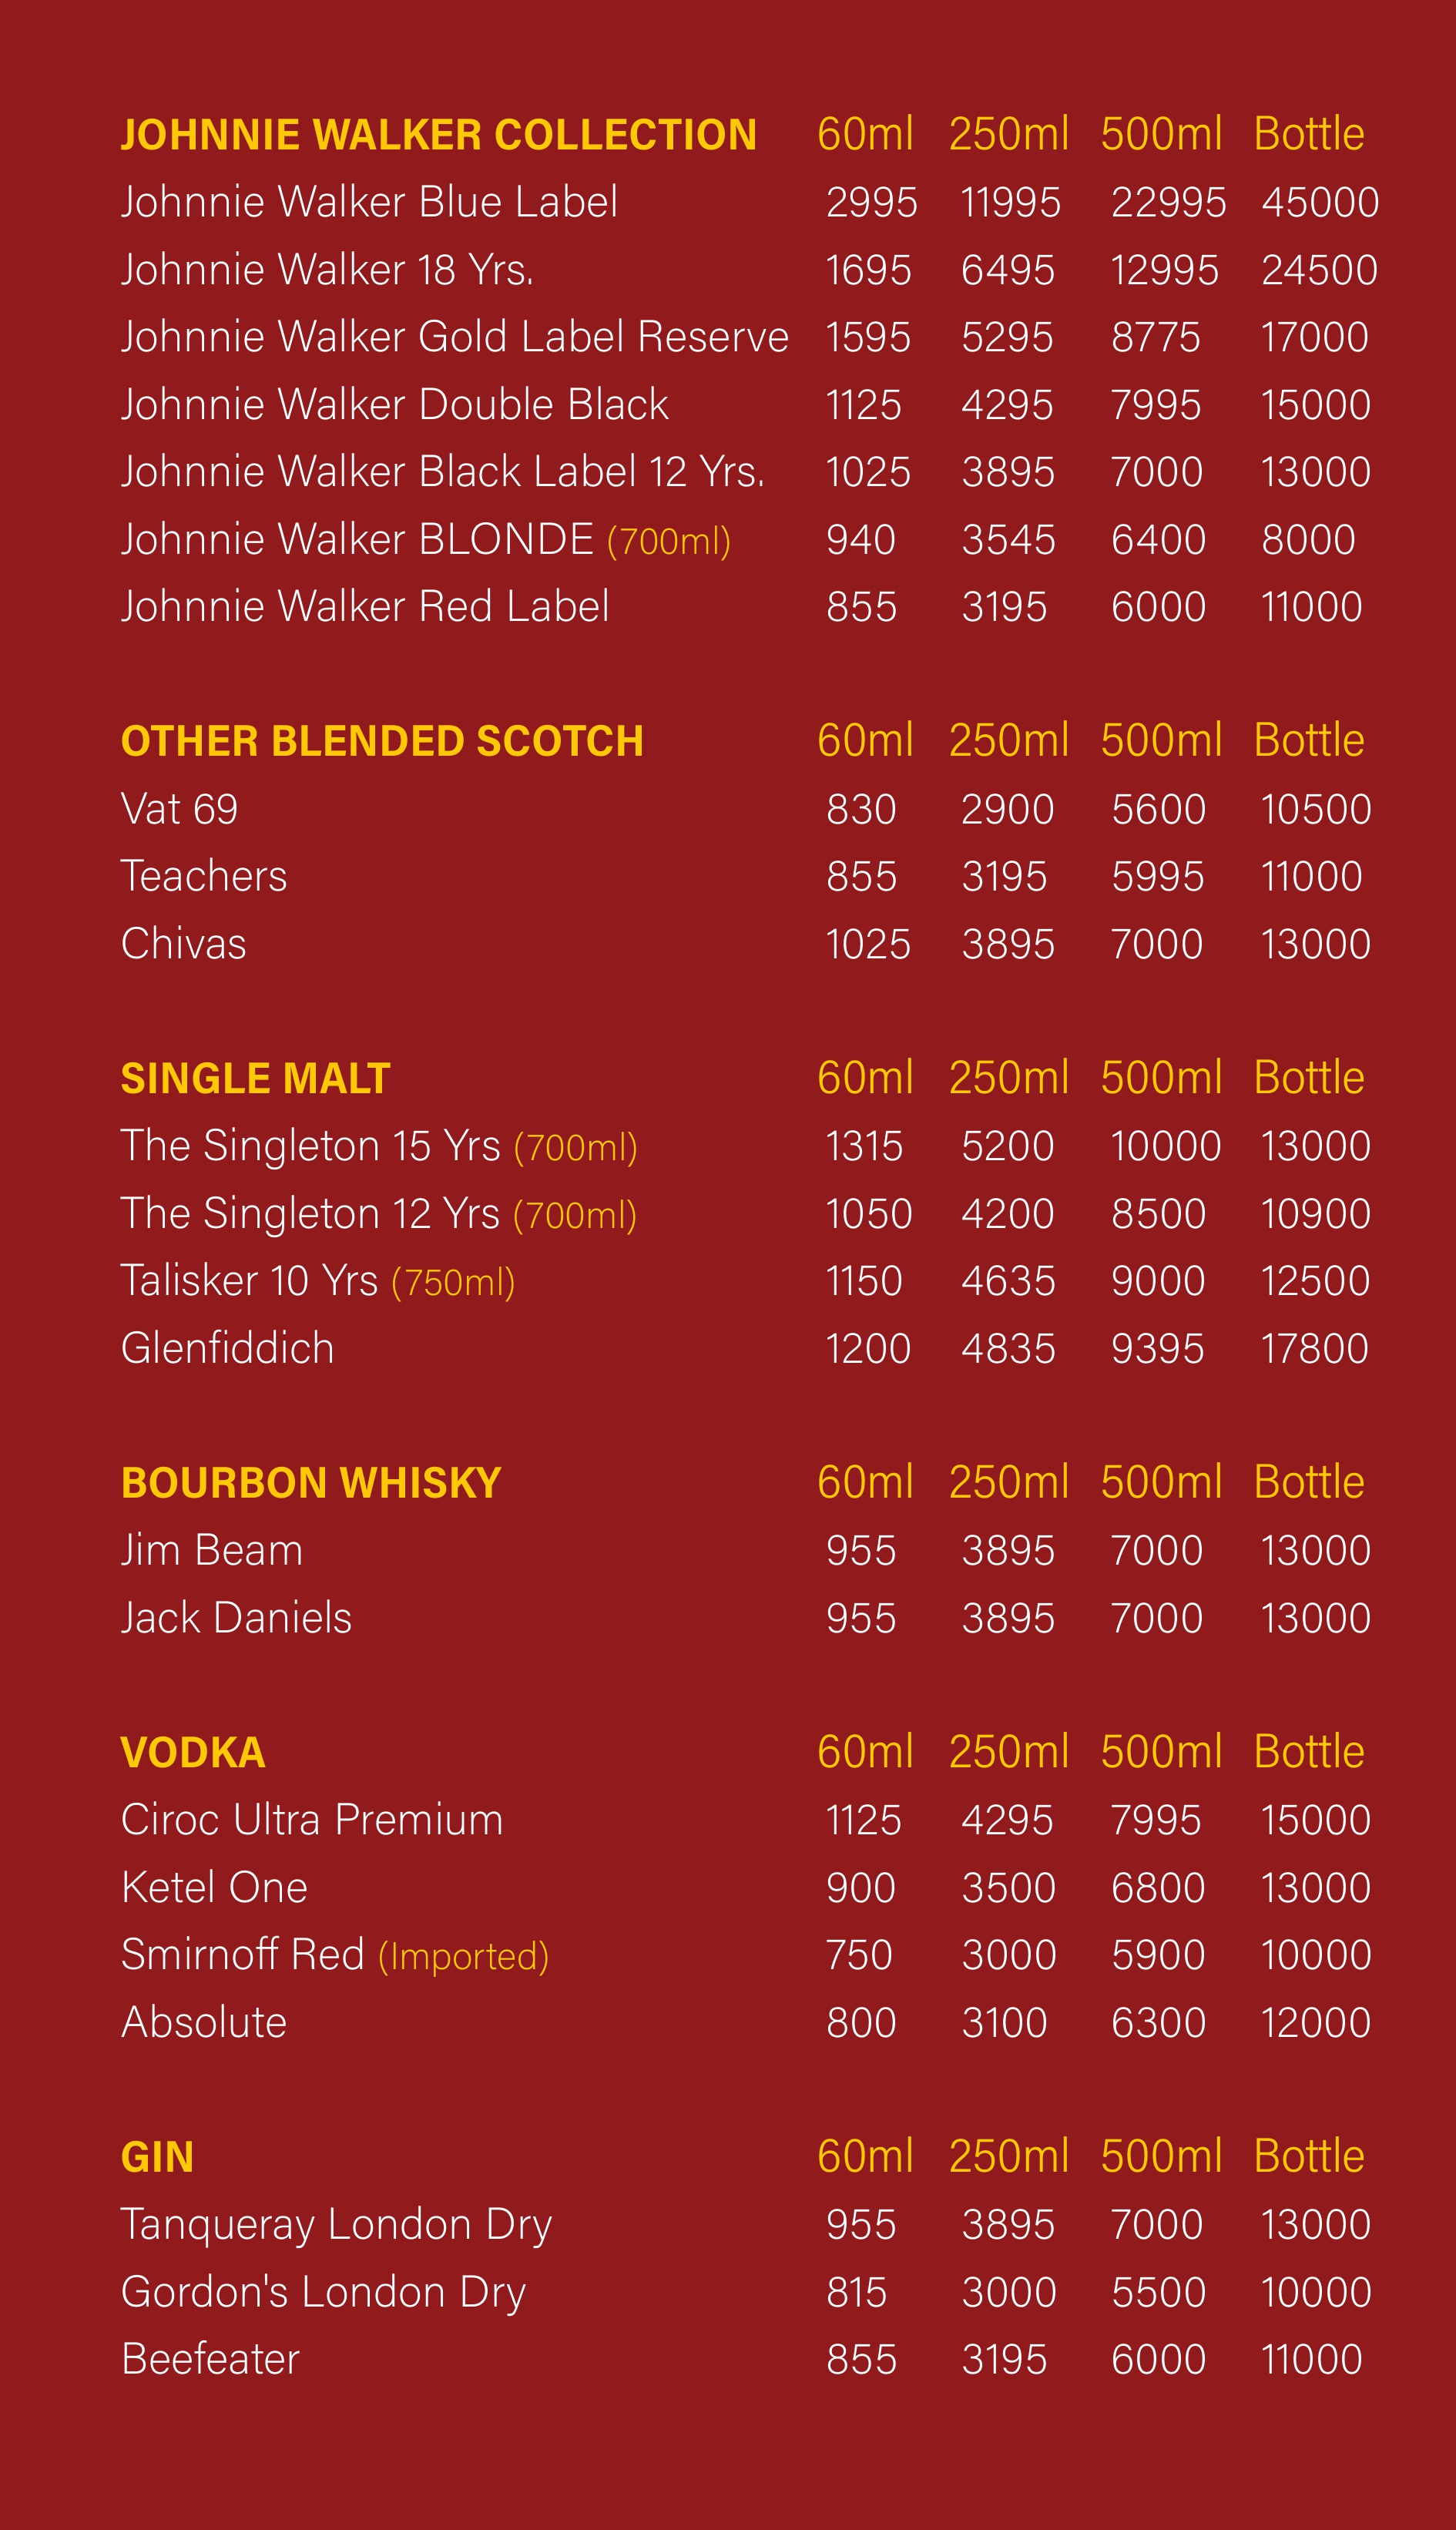 JOHNNIE WALKER COLLECTION 60ml 250ml 500ml Bottle
Johnnie Walker Blue Label 2995 11995 22995 45000
Johnnie Walker 18 Yrs. 1695 6495 12995 24500
Johnnie Walker Gold Label Reserve 1595 5295 8775 17000
Johnnie Walker Double Black 1125 4295 7995 15000
Johnnie Walker Black Label 12 Yrs. 1025 3895 7000 13000
Johnnie Walker BLONDE (700ml) 940 3545 6400 8000
Johnnie Walker Red Label 855 3195 6000 11000
OTHER BLENDED SCOTCH 60ml 250ml 500ml Bottle
Vat 69 830 2900 5600 10500
Teachers 855 3195 5995 11000
Chivas 1025 3895 7000 13000
SINGLE MALT 60ml 250ml 500ml Bottle
The Singleton 15 Yrs (700ml) 1315 5200 10000 13000
The Singleton 12 Yrs (700ml) 1050 4200 8500 10900
Talisker 10 Yrs (750ml) 1150 4635 9000 12500
Glenfiddich 1200 4835 9395 17800
BOURBON WHISKY 60ml 250ml 500ml Bottle
Jim Beam 955 3895 7000 13000
Jack Daniels 955 3895 7000 13000
VODKA 60ml 250ml 500ml Bottle
Ciroc Ultra Premium 1125 4295 7995 15000
Ketel One 900 3500 6800 13000
Smirnoff Red (Imported) 750 3000 5900 10000
Absolute 800 3100 6300 12000
GIN 60ml 250ml 500ml Bottle
Tanqueray London Dry 955 3895 7000 13000
Gordon's London Dry 815 3000 5500 10000
Beefeater 855 3195 6000 11000